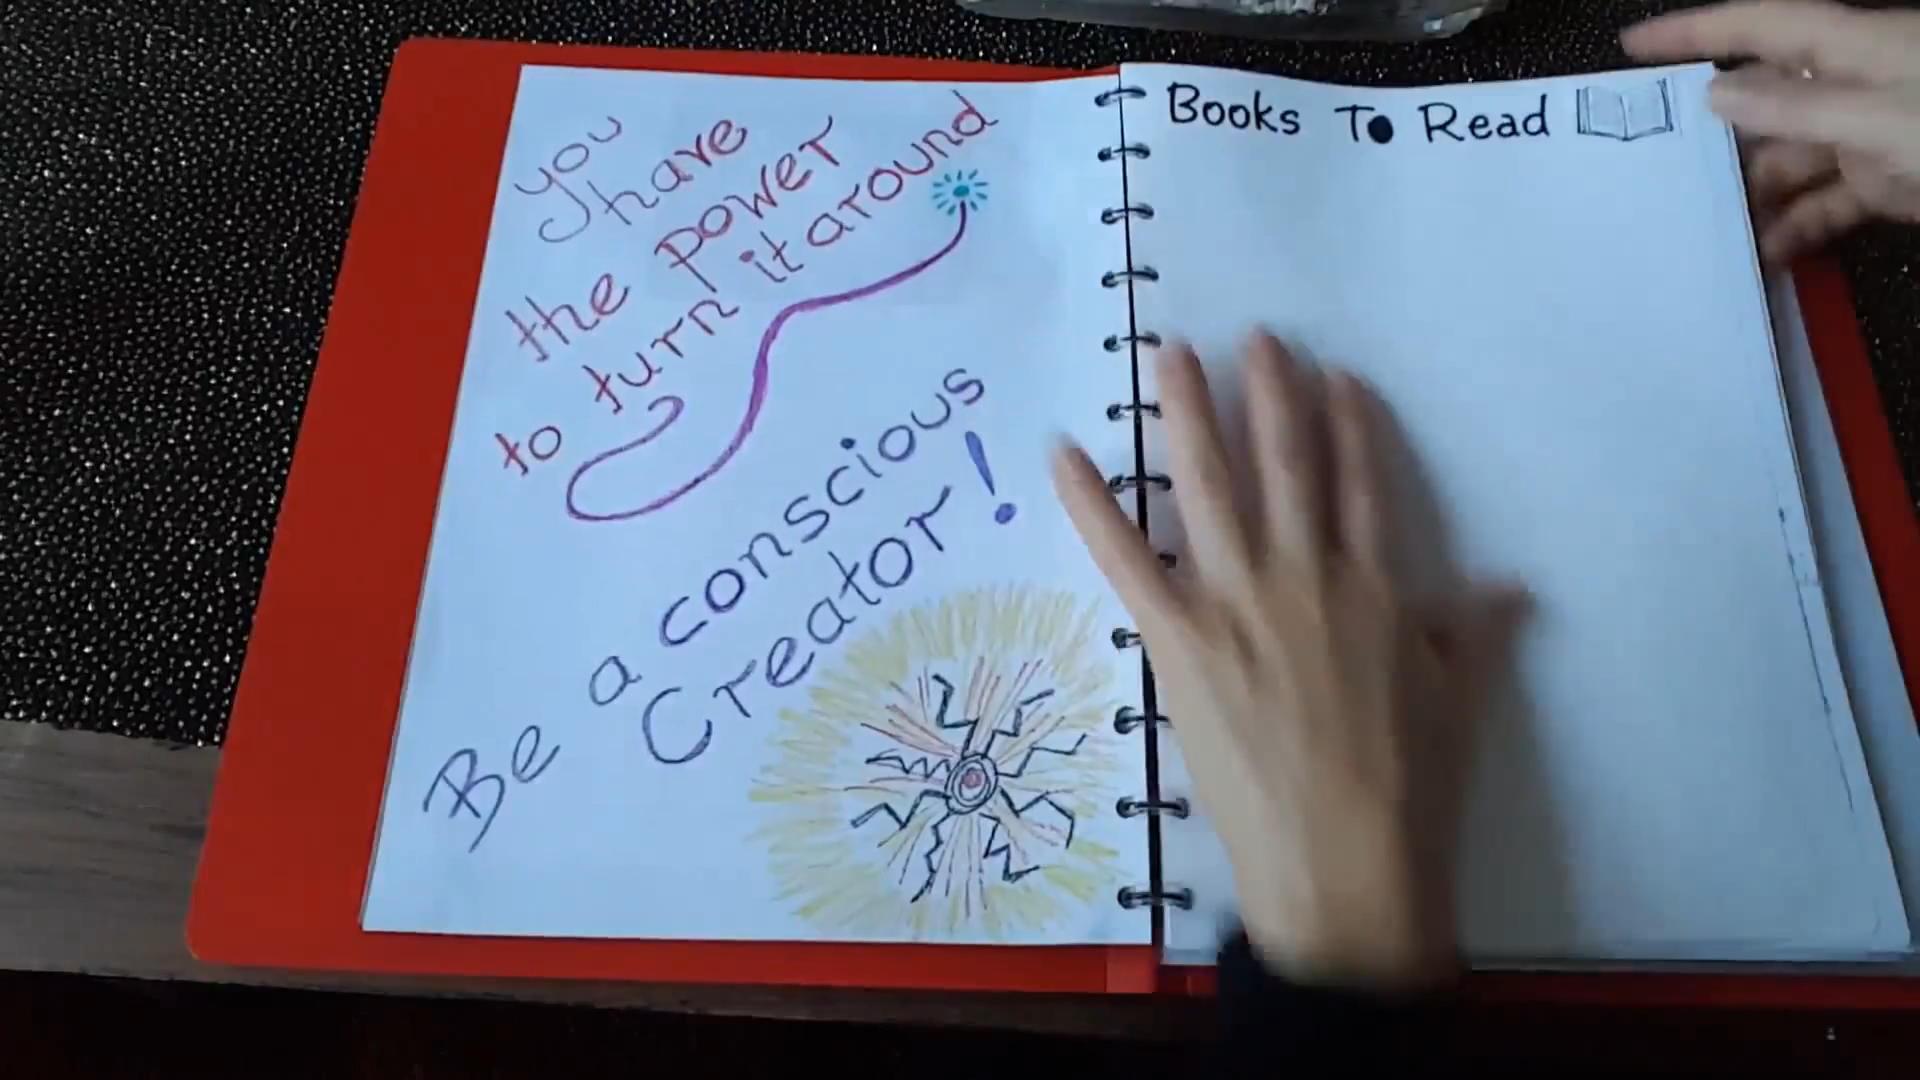 you
have
the power
to turn it around
Be a conscious
Creator!
Books To Read